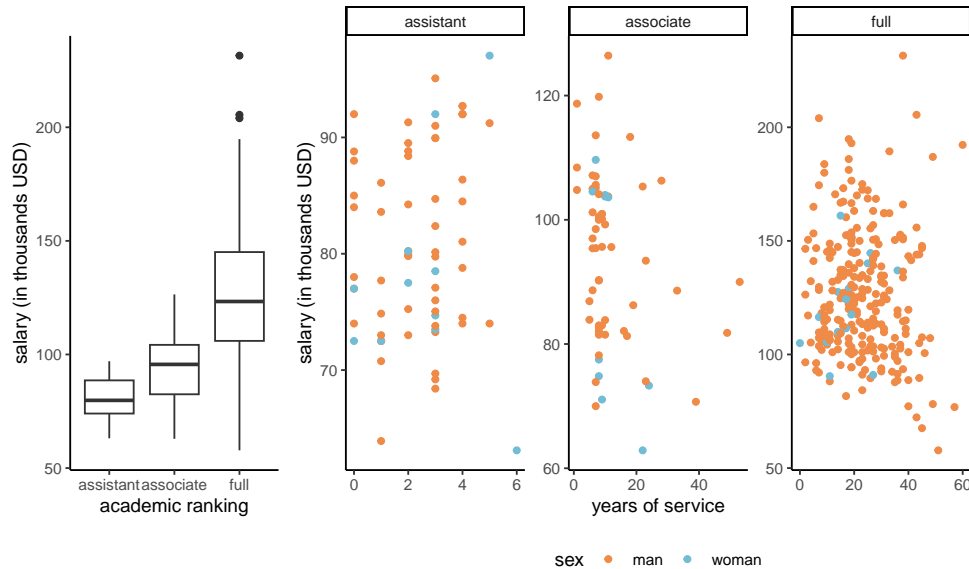 assistant
associate
full
salary (in thousands USD)
200
150
100
50
assistant associate full
academic ranking
salary (in thousands USD)
90
80
70
0 2 4 6
120
100
80
60
0 20 40
200
150
100
50
0 20 40 60
years of service
sex man woman